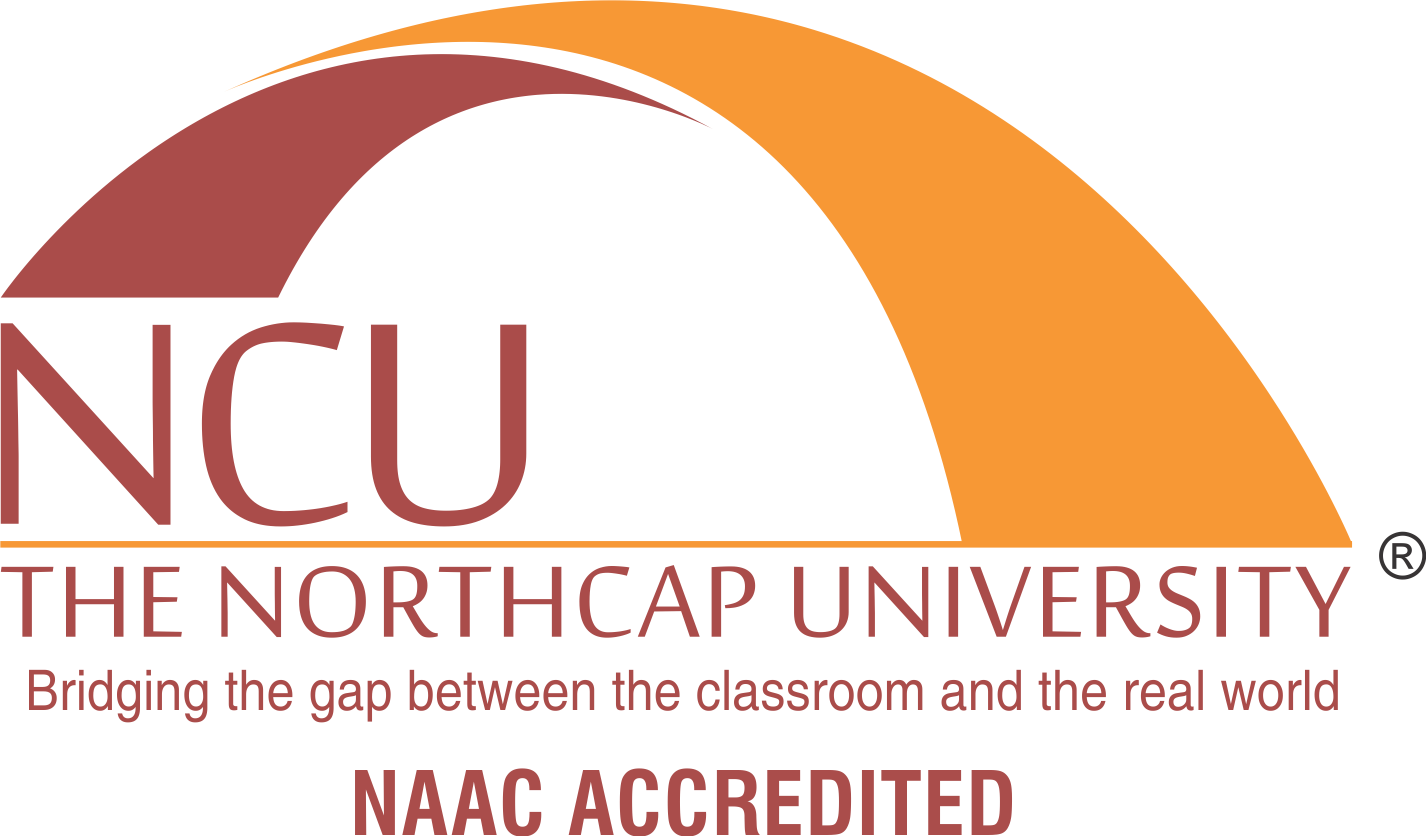 NCU
THE NORTHCAP UNIVERSITY ®
Bridging the gap between the classroom and the real world
NAAC ACCREDITED